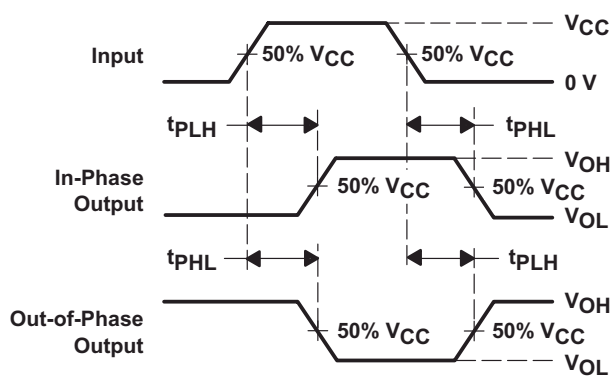 VCC
Input
50% VCC
50% VCC
0 V
tPLH
tPHL
In-Phase
Output
VOH
50% VCC
50% VCC
VOL
tPHL
tPLH
Out-of-Phase
Output
VOH
50% VCC
50% VCC
VOL